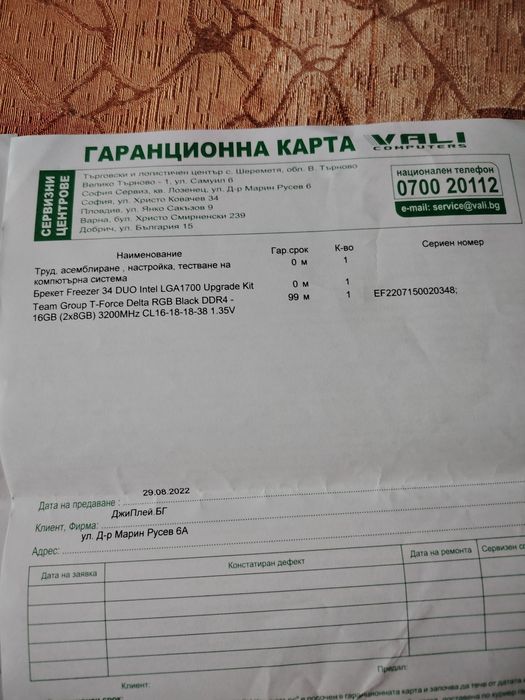 ГАРАНЦИОННА КАРТА
VALI
COMPUTERS
СЕРВИЗНИ
ЦЕНТРОВЕ
Търговски и логистичен център с. Шереметя, обл. В. Търново
Велико Търново - 1, ул. Самуил 6
София Сервиз, кв. Лозенец, ул. Д-р Марин Русев 6
София, ул. Христо Ковачев 34
Пловдив, ул. Янко Сакъзов 9
Варна, бул. Христо Смирненски 239
Добрич, ул. България 15
национален телефон
0700 20112
e-mail: service@vali.bg
Наименование Гар.срок К-во Сериен номер
Труд, асемблиране , настройка, тестване на 0 м 1
компютърна система
Брекет Freezer 34 DUO Intel LGA1700 Upgrade Kit 0 м 1
Team Group T-Force Delta RGB Black DDR4 - 99 м 1 EF2207150020348;
16GB (2x8GB) 3200MHz CL16-18-18-38 1.35V
Дата на предаване : 29.08.2022
Клиент, Фирма: ДжиПлей.БГ
Адрес: ул. Д-р Марин Русев 6А
Дата на заявка Констатиран дефект Дата на ремонта Сервизен
Клиент: Предал: